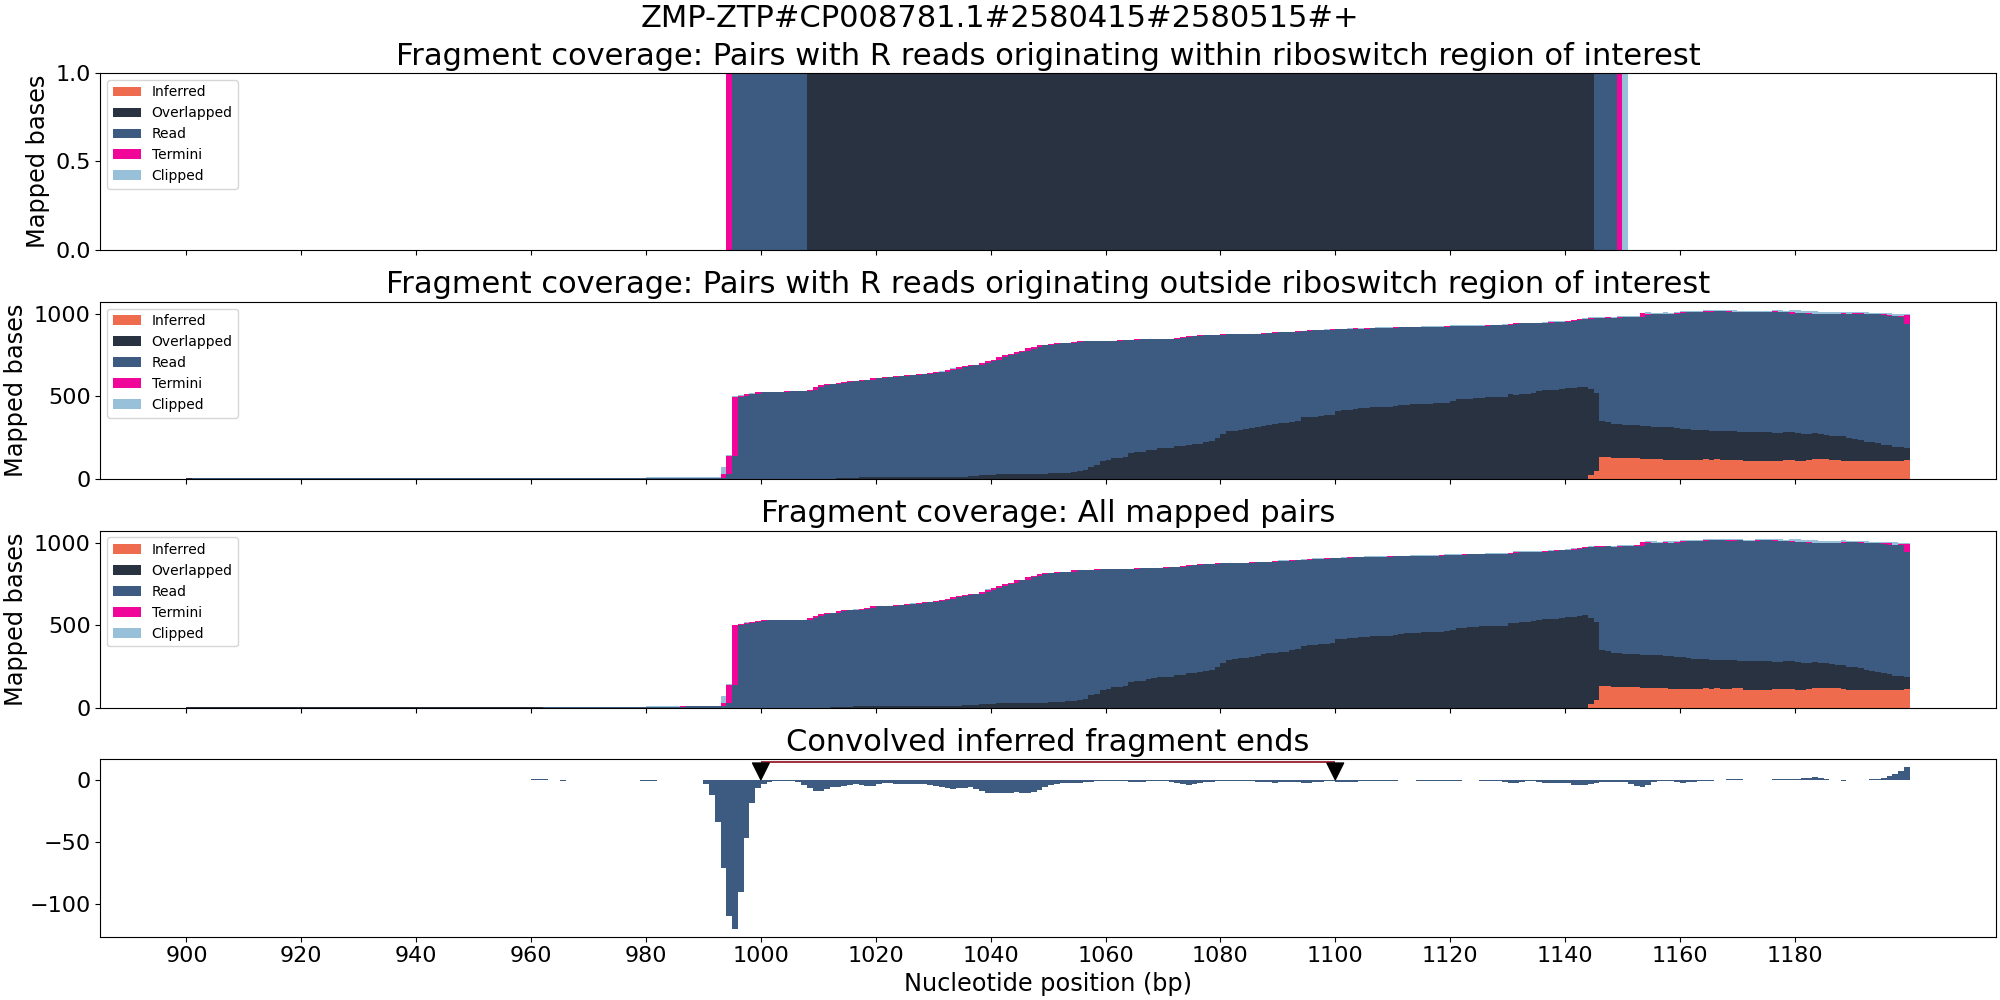 ZMP-ZTP#CP008781.1#2580415#2580515#+
Fragment coverage: Pairs with R reads originating within riboswitch region of interest
Mapped bases
1.0
0.5
0.0
Inferred
Overlapped
Read
Termini
Clipped
Fragment coverage: Pairs with R reads originating outside riboswitch region of interest
Mapped bases
1000
500
0
Inferred
Overlapped
Read
Termini
Clipped
Fragment coverage: All mapped pairs
Mapped bases
1000
500
0
Inferred
Overlapped
Read
Termini
Clipped
Convolved inferred fragment ends
0
−50
−100
900 920 940 960 980 1000 1020 1040 1060 1080 1100 1120 1140 1160 1180
Nucleotide position (bp)